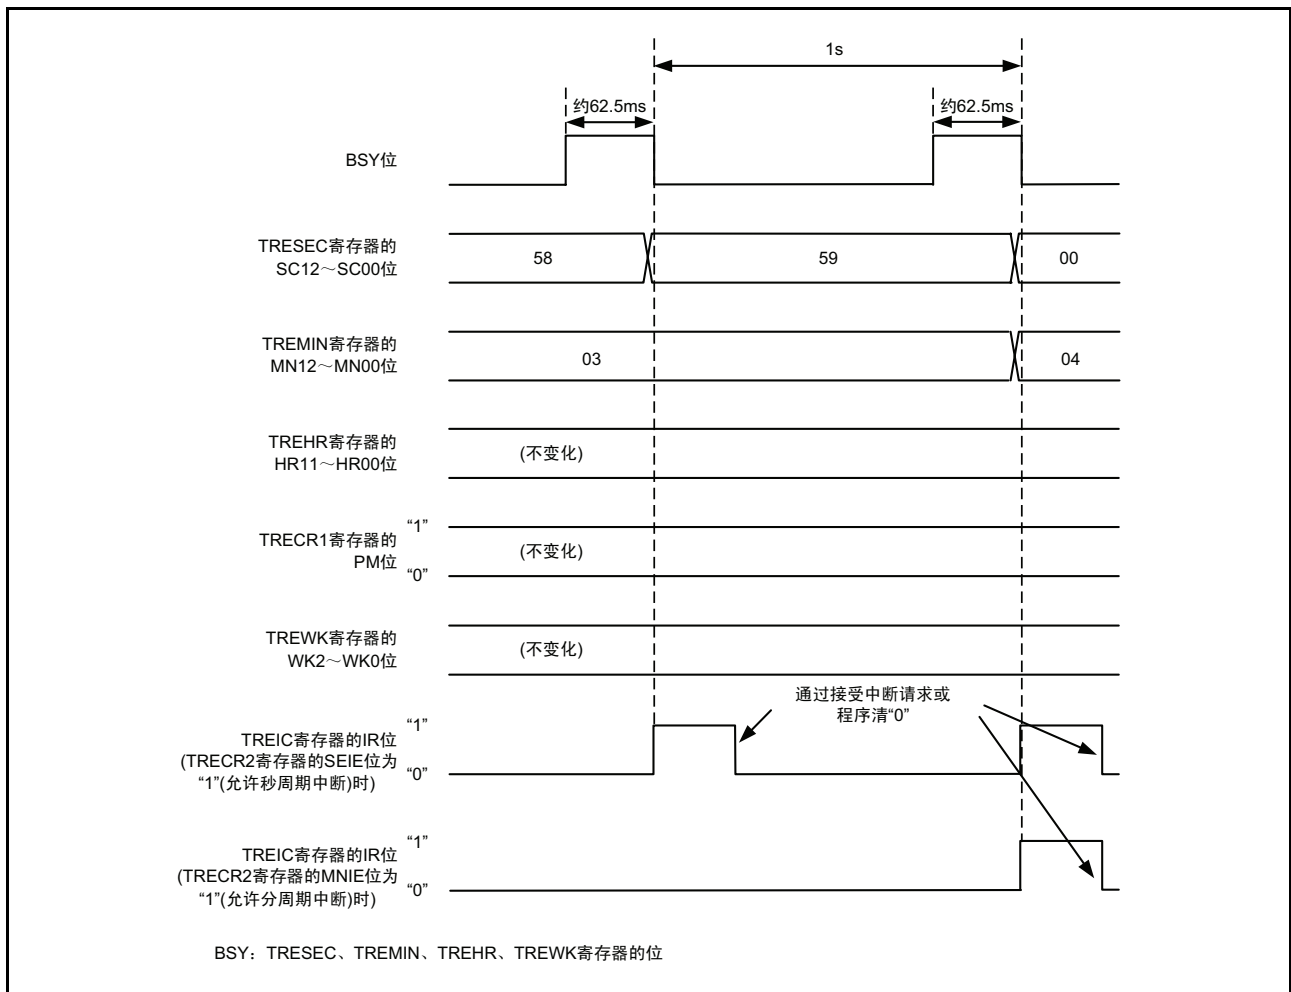 1s
约62.5ms
约62.5ms
BSY位
TRESEC寄存器的
SC12～SC00位
58
59
00
TREMIN寄存器的
MN12～MN00位
03
04
TREHR寄存器的
HR11～HR00位
(不变化)
TRECR1寄存器的
PM位
“1”
“0”
(不变化)
TREWK寄存器的
WK2～WK0位
(不变化)
通过接受中断请求或
程序清“0”
TREIC寄存器的IR位
(TRECR2寄存器的SEIE位为
“1”(允许秒周期中断)时)
“1”
“0”
TREIC寄存器的IR位
(TRECR2寄存器的MNIE位为
“1”(允许分周期中断)时)
“1”
“0”
BSY：TRESEC、TREMIN、TREHR、TREWK寄存器的位